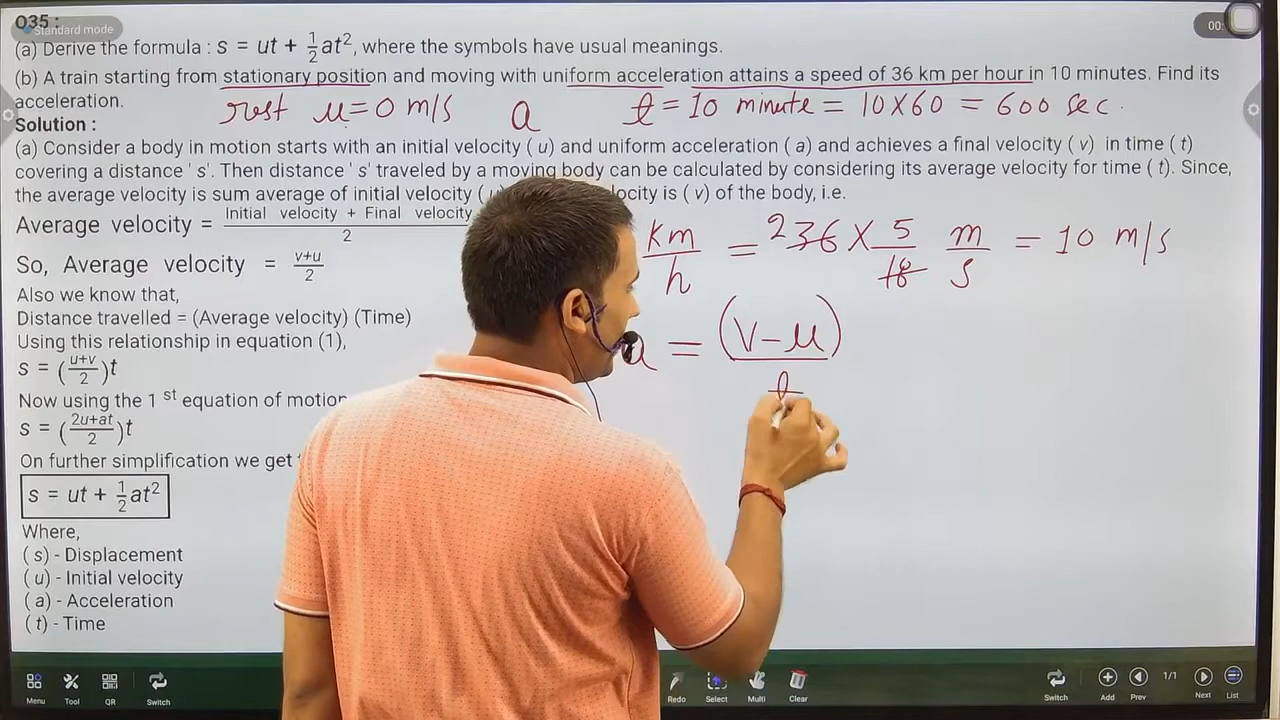 Q35 :
Standard mode
00:
(a) Derive the formula : s = ut + 1/2 at², where the symbols have usual meanings.
(b) A train starting from stationary position and moving with uniform acceleration attains a speed of 36 km per hour in 10 minutes. Find its
acceleration.
rest u = 0 m/s a t = 10 minute = 10 X 60 = 600 sec.
Solution :
(a) Consider a body in motion starts with an initial velocity ( u) and uniform acceleration ( a) and achieves a final velocity ( v) in time ( t)
covering a distance ' s'. Then distance ' s' traveled by a moving body can be calculated by considering its average velocity for time ( t). Since,
the average velocity is sum average of initial velocity ( locity is ( v) of the body, i.e.
Average velocity = Initial velocity + Final velocity / 2
km/h = 2 36 X 5/18 m/s = 10 m/s
So, Average velocity = v+u/2
Also we know that,
Distance travelled = (Average velocity) (Time)
Using this relationship in equation (1),
a = (v-u)/t
s = (u+v/2)t
Now using the 1 st equation of motion
s = (2u+at/2)t
On further simplification we get
s = ut + 1/2 at²
Where,
( s) - Displacement
( u) - Initial velocity
( a) - Acceleration
( t) - Time
Menu Tool QR Switch Redo Select Multi Clear Switch Add Prev 1/1 Next List